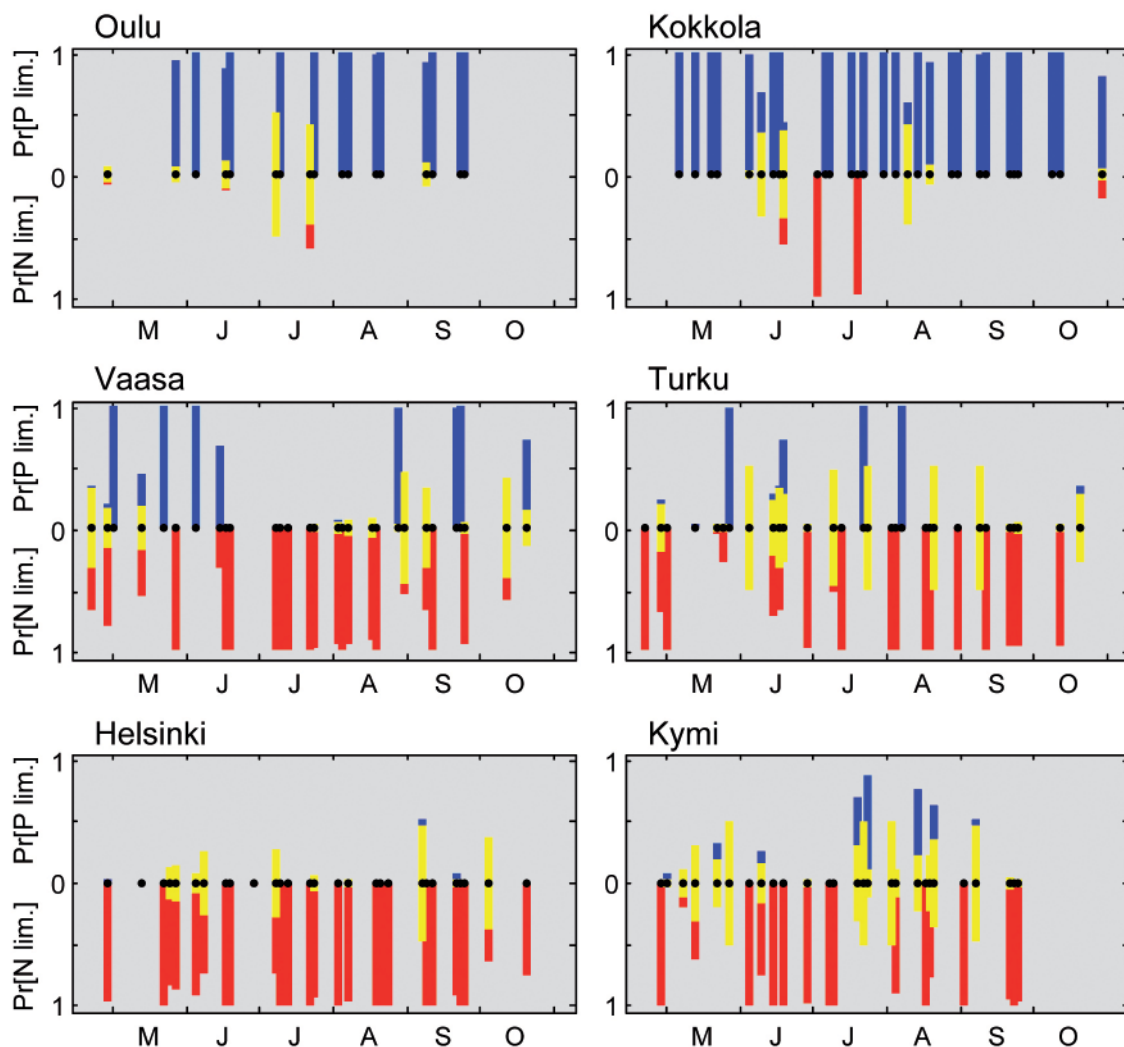 Oulu
Kokkola
Pr[P lim.]
Pr[N lim.]
1
0
1
1
0
1
M J J A S O
M J J A S O
Vaasa
Turku
Pr[P lim.]
Pr[N lim.]
1
0
1
1
0
1
M J J A S O
M J J A S O
Helsinki
Kymi
Pr[P lim.]
Pr[N lim.]
1
0
1
1
0
1
M J J A S O
M J J A S O